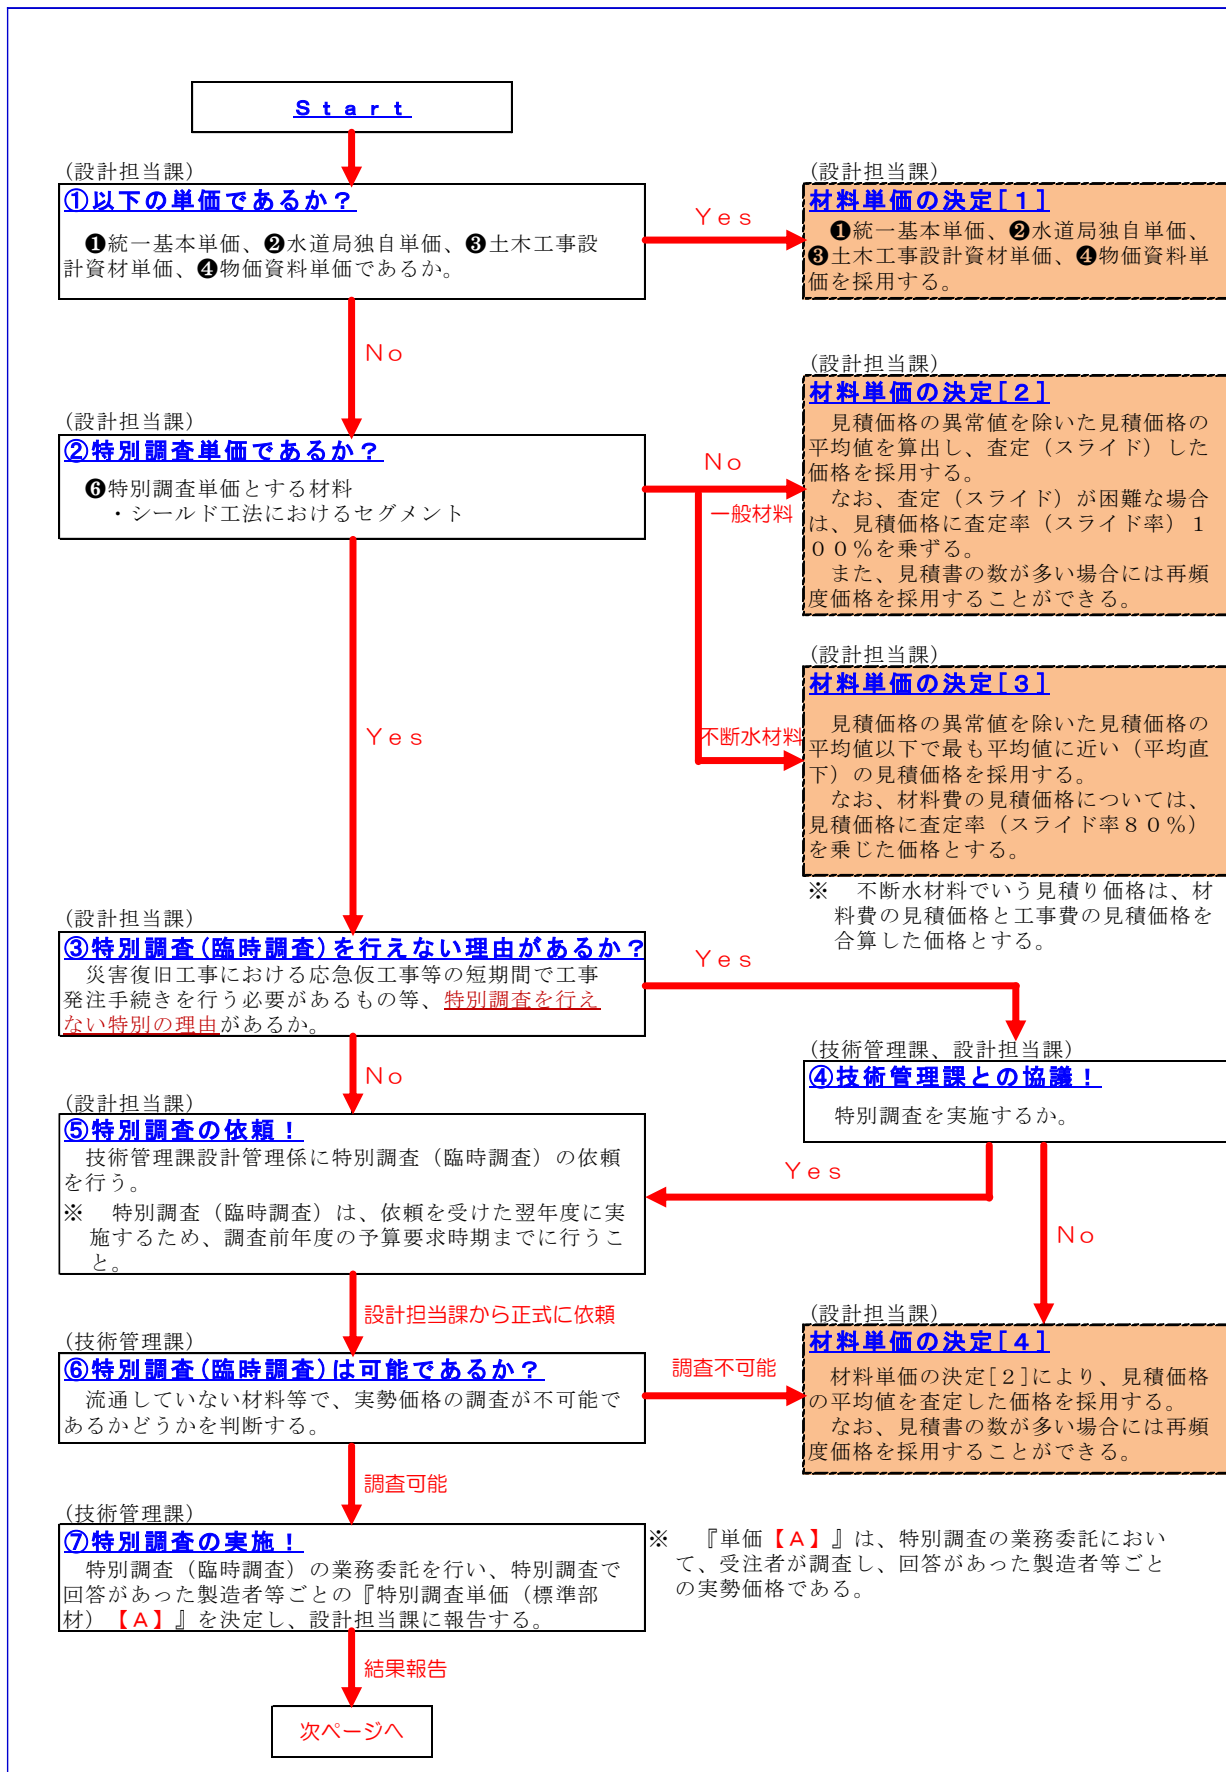 Start
(設計担当課)
①以下の単価であるか？
❶統一基本単価、❷水道局独自単価、❸土木工事設
計資材単価、❹物価資料単価であるか。
Yes
(設計担当課)
材料単価の決定[１]
❶統一基本単価、❷水道局独自単価、
❸土木工事設計資材単価、❹物価資料単
価を採用する。
No
(設計担当課)
②特別調査単価であるか？
❻特別調査単価とする材料
・シールド工法におけるセグメント
No
一般材料
(設計担当課)
材料単価の決定[２]
見積価格の異常値を除いた見積価格の
平均値を算出し、査定（スライド）した
価格を採用する。
なお、査定（スライド）が困難な場合
は、見積価格に査定率（スライド率）１
００％を乗ずる。
また、見積書の数が多い場合には再頻
度価格を採用することができる。
不断水材料
(設計担当課)
材料単価の決定[３]
見積価格の異常値を除いた見積価格の
平均値以下で最も平均値に近い（平均直
下）の見積価格を採用する。
なお、材料費の見積価格については、
見積価格に査定率（スライド率８０％）
を乗じた価格とする。
※　不断水材料でいう見積り価格は、材
料費の見積価格と工事費の見積価格を
合算した価格とする。
Yes
(設計担当課)
③特別調査(臨時調査)を行えない理由があるか？
災害復旧工事における応急仮工事等の短期間で工事
発注手続きを行う必要があるもの等、特別調査を行え
ない特別の理由があるか。
Yes
(技術管理課、設計担当課)
④技術管理課との協議！
特別調査を実施するか。
No
(設計担当課)
⑤特別調査の依頼！
技術管理課設計管理係に特別調査（臨時調査）の依頼
を行う。
※　特別調査（臨時調査）は、依頼を受けた翌年度に実
施するため、調査前年度の予算要求時期までに行うこ
と。
Yes
No
設計担当課から正式に依頼
(技術管理課)
⑥特別調査(臨時調査)は可能であるか？
流通していない材料等で、実勢価格の調査が不可能で
あるかどうかを判断する。
調査不可能
(設計担当課)
材料単価の決定[４]
材料単価の決定[２]により、見積価格
の平均値を査定した価格を採用する。
なお、見積書の数が多い場合には再頻
度価格を採用することができる。
調査可能
(技術管理課)
⑦特別調査の実施！
特別調査（臨時調査）の業務委託を行い、特別調査で
回答があった製造者等ごとの『特別調査単価（標準部
材）【Ａ】』を決定し、設計担当課に報告する。
※　『単価【Ａ】』は、特別調査の業務委託におい
て、受注者が調査し、回答があった製造者等ごと
の実勢価格である。
結果報告
次ページへ